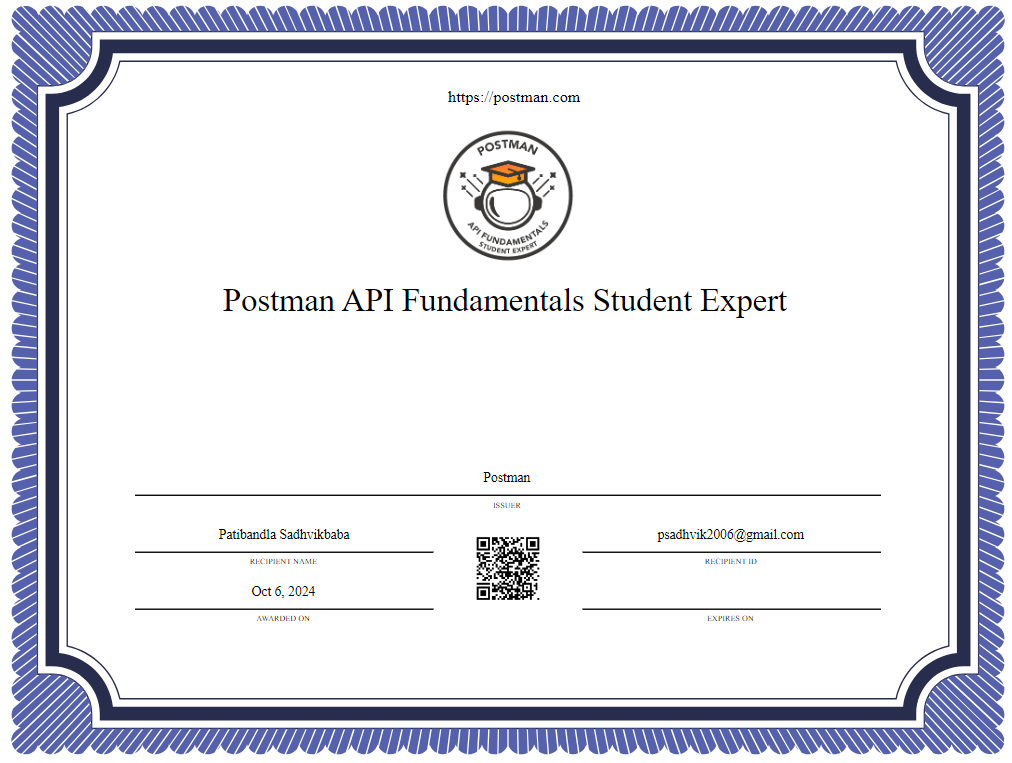 https://postman.com
POSTMAN
API FUNDAMENTALS
STUDENT EXPERT
Postman API Fundamentals Student Expert
Postman
ISSUER
Patibandla Sadhvikbaba
RECIPIENT NAME
psadhvik2006@gmail.com
RECIPIENT ID
Oct 6, 2024
AWARDED ON
EXPIRES ON